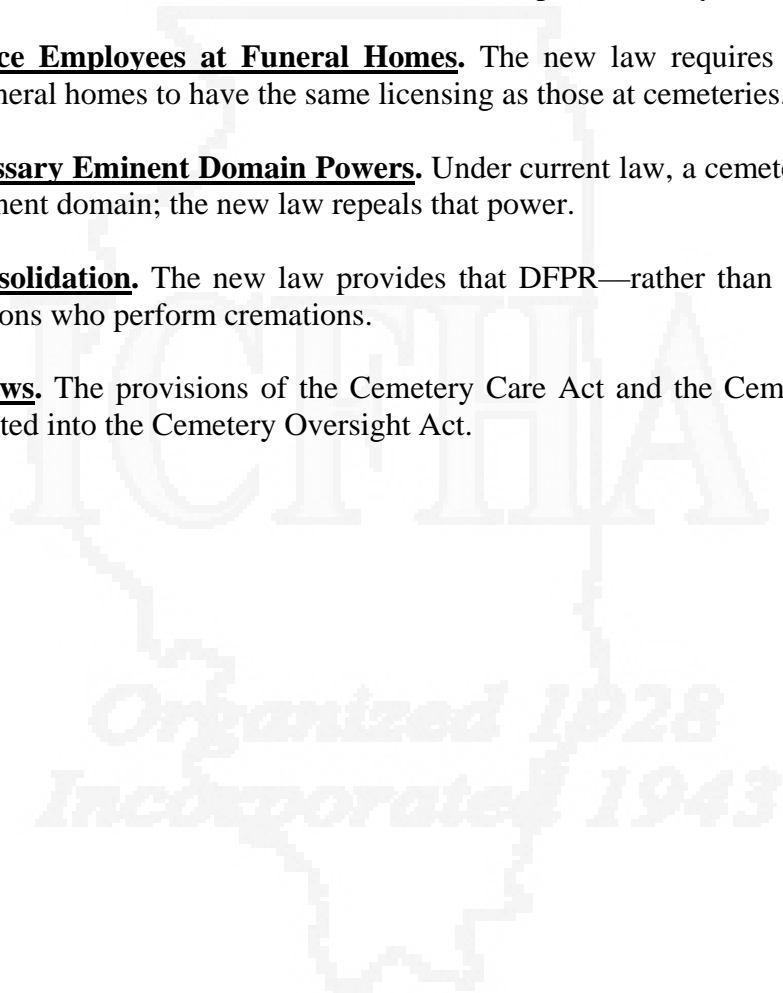 ce Employees at Funeral Homes. The new law requires
neral homes to have the same licensing as those at cemeteries.
ssary Eminent Domain Powers. Under current law, a cemete
nent domain; the new law repeals that power.
solidation. The new law provides that DFPR—rather than
ons who perform cremations.
ws. The provisions of the Cemetery Care Act and the Cem
ted into the Cemetery Oversight Act.
ICFHA
Organized 1928
Incorporated 1943